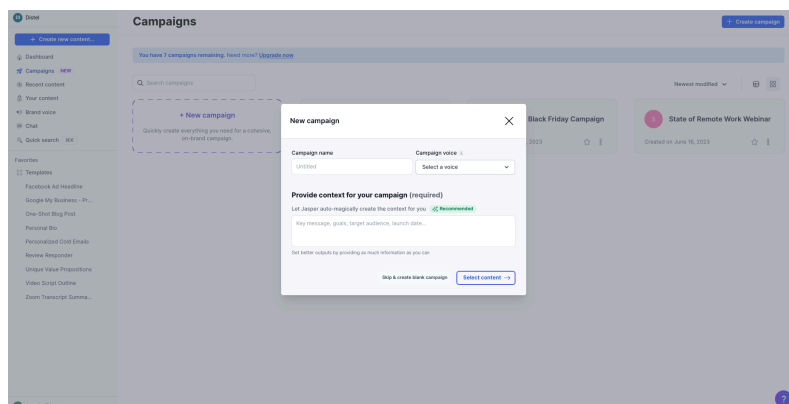 Distel
Campaigns
+ Create campaign
+ Create new content...
Dashboard
Campaigns NEW
Recent content
Your content
Brand voice
Chat
Quick search ⌘K
Favorites
Templates
Facebook Ad Headline
Google My Business - Pr...
One-Shot Blog Post
Personal Bio
Personalized Cold Emails
Review Responder
Unique Value Propositions
Video Script Outline
Zoom Transcript Summa...
You have 7 campaigns remaining. Need more? Upgrade now
Search campaigns
Newest modified
+ New campaign
Quickly create everything you need for a cohesive,
on-brand campaign.
Black Friday Campaign
2023
State of Remote Work Webinar
Created on June 19, 2023
New campaign
Campaign name
Untitled
Campaign voice
Select a voice
Provide context for your campaign (required)
Let Jasper auto-magically create the context for you Recommended
Key message, goals, target audience, launch date...
Get better outputs by providing as much information as you can
Skip & create blank campaign
Select content →
?